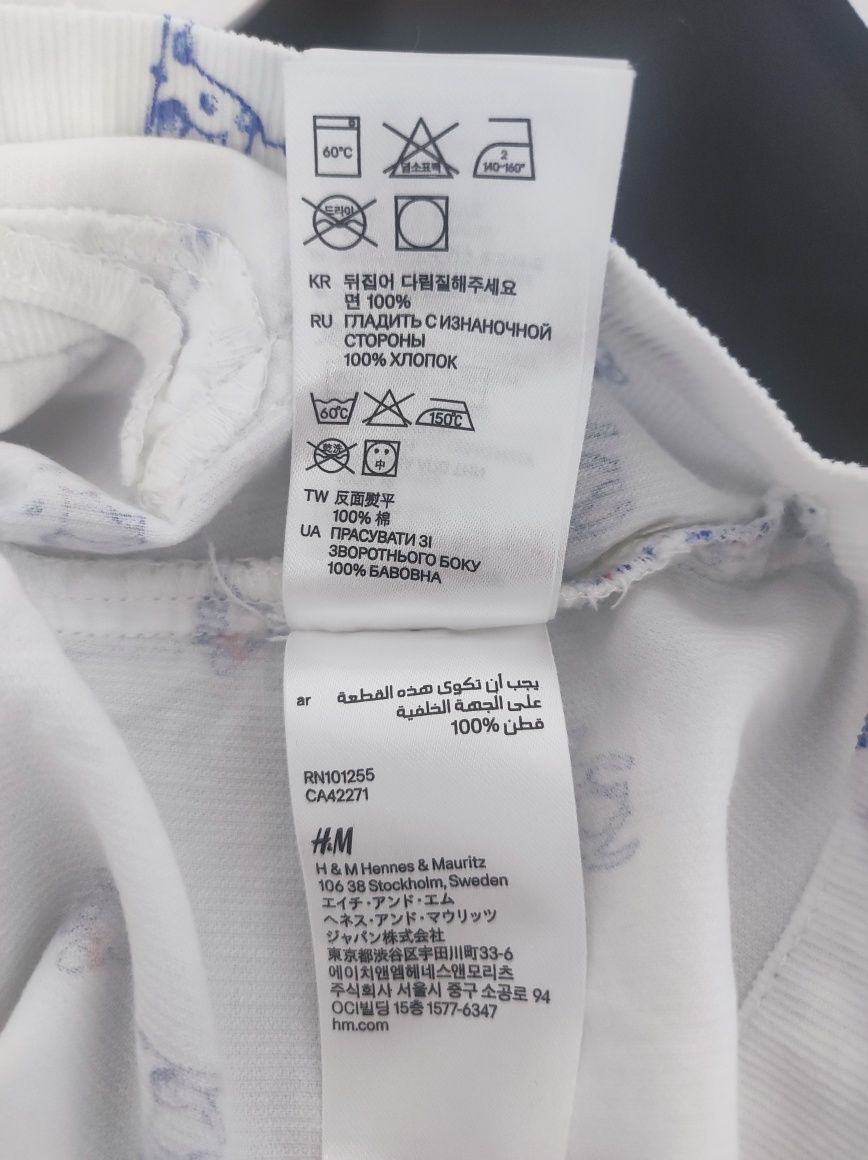 60°C
염소표백
2
140~160°
드라이
KR 뒤집어 다림질해주세요
면 100%
RU ГЛАДИТЬ С ИЗНАНОЧНОЙ
СТОРОНЫ
100% ХЛОПОК
60℃
150℃
乾洗
中
TW 反面熨平
100% 棉
UA ПРАСУВАТИ ЗІ
ЗВОРОТНЬОГО БОКУ
100% БАВОВНА
ar يجب أن تكوى هذه القطعة
على الجهة الخلفية
قطن %100
RN101255
CA42271
H&M
H & M Hennes & Mauritz
106 38 Stockholm, Sweden
エイチ・アンド・エム
ヘネス・アンド・マウリッツ
ジャパン株式会社
東京都渋谷区宇田川町33-6
에이치앤엠헤네스앤모리츠
주식회사 서울시 중구 소공로 94
OCI빌딩 15층 1577-6347
hm.com